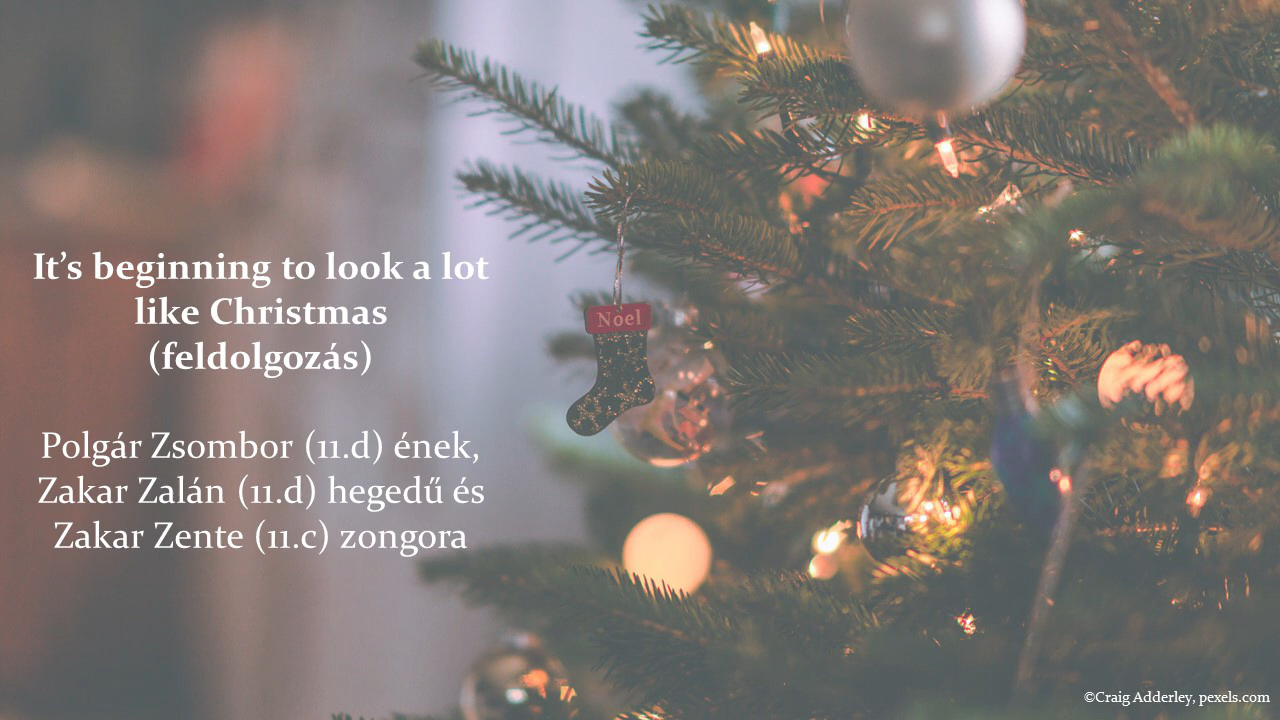 It’s beginning to look a lot
like Christmas
(feldolgozás)
Polgár Zsombor (11.d) ének,
Zakar Zalán (11.d) hegedű és
Zakar Zente (11.c) zongora
Noel
©Craig Adderley, pexels.com